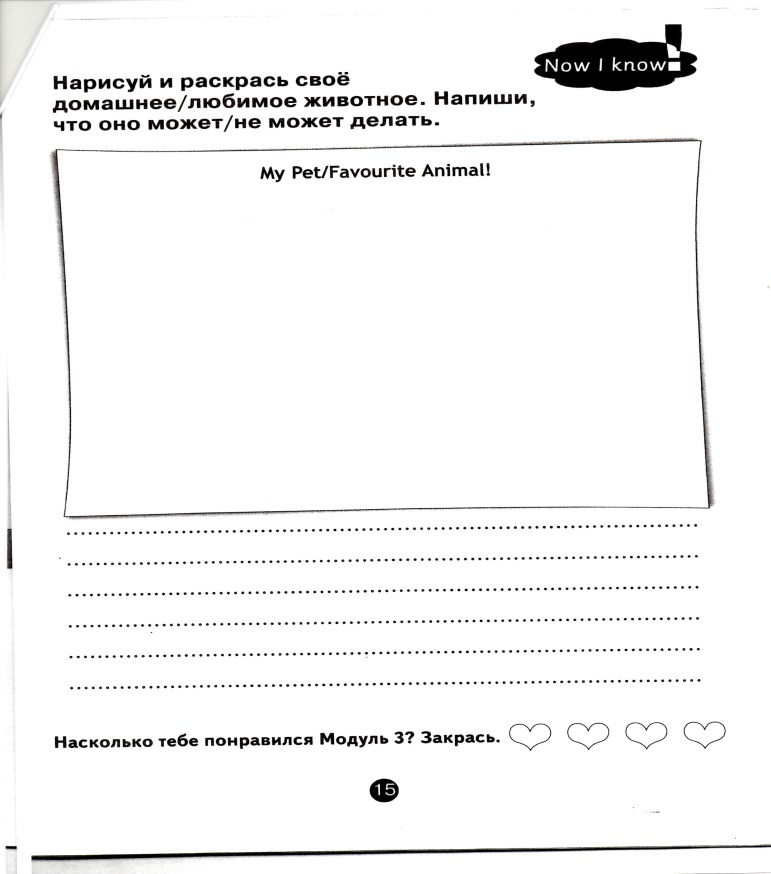 Now I know!
Нарисуй и раскрась своё
домашнее/любимое животное. Напиши,
что оно может/не может делать.
My Pet/Favourite Animal!
Насколько тебе понравился Модуль 3? Закрась.
15